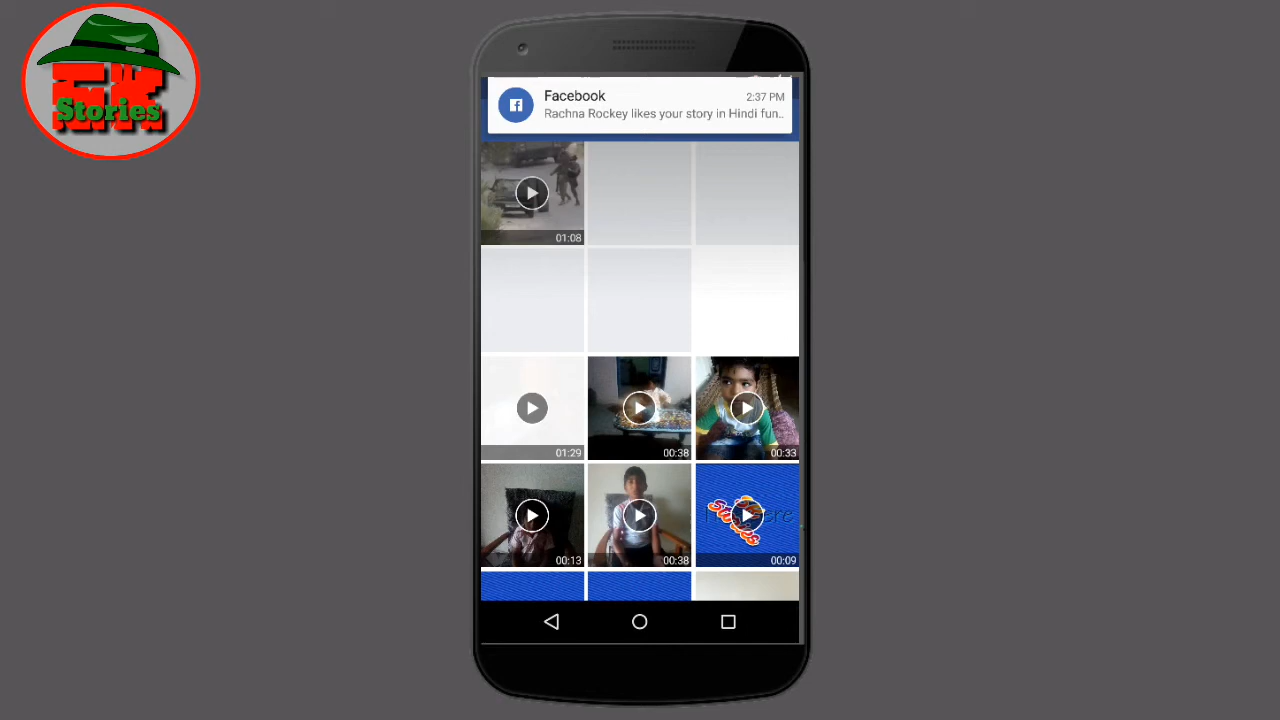 Stories
Facebook
2:37 PM
Rachna Rockey likes your story in Hindi fun..
01:08
01:29
00:38
00:33
00:13
00:38
Stories
00:09